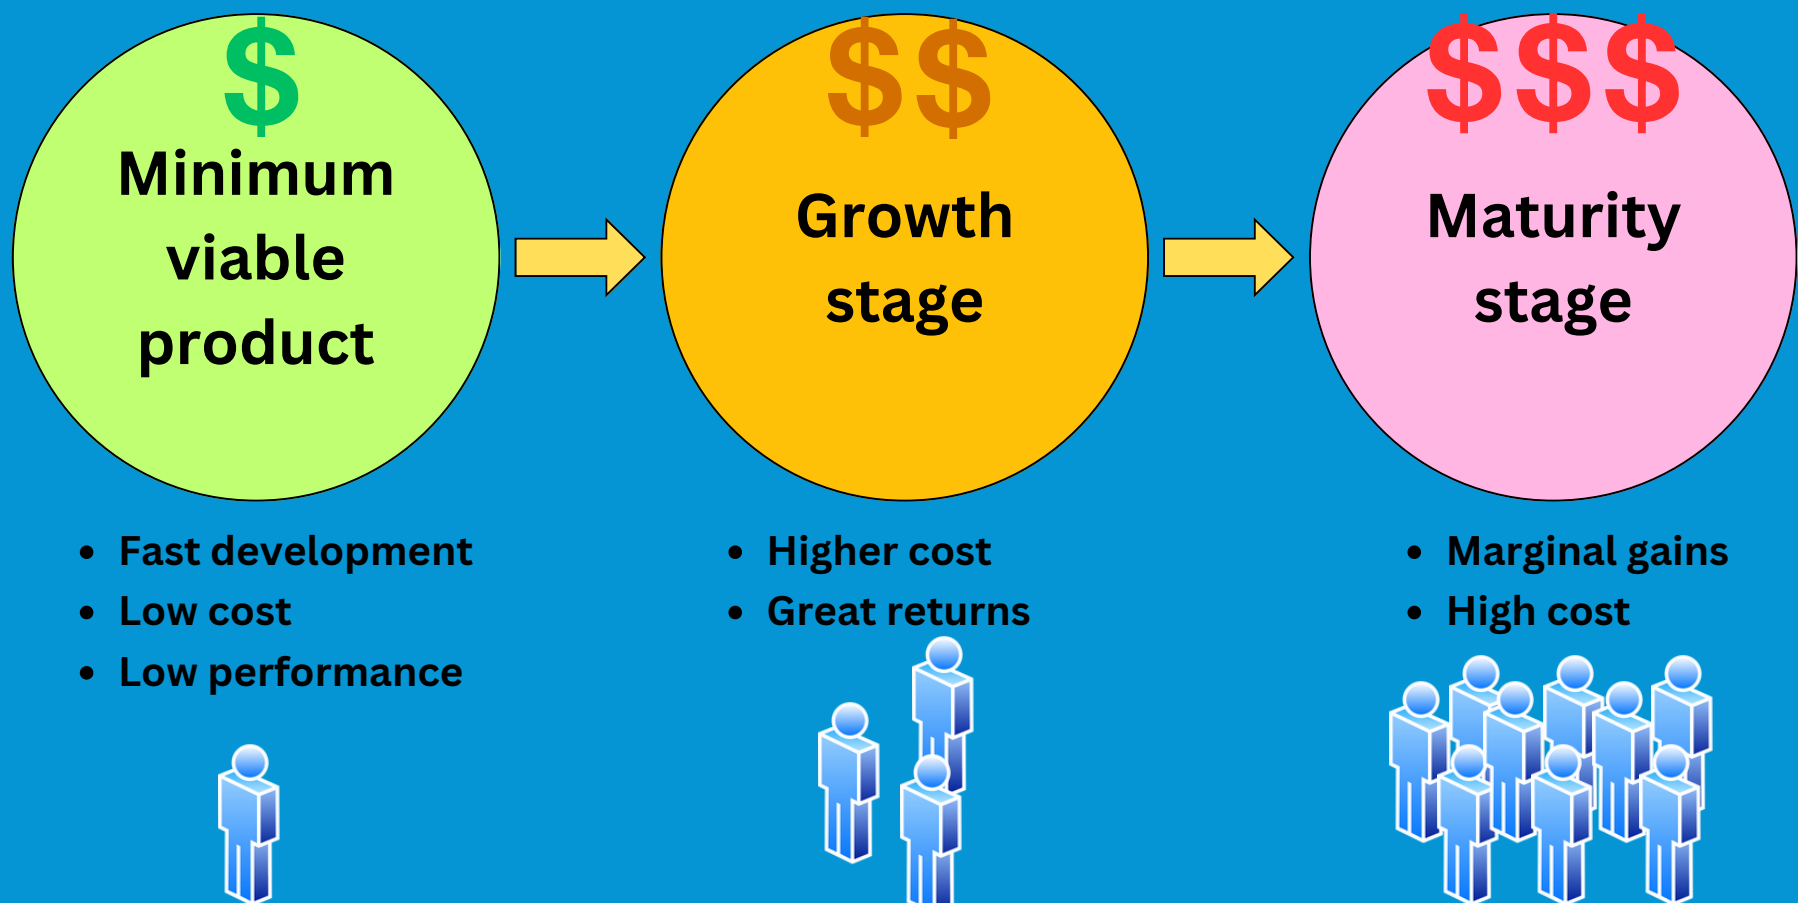 $
Minimum
viable
product
$$
Growth
stage
$$$
Maturity
stage
• Fast development
• Low cost
• Low performance
• Higher cost
• Great returns
• Marginal gains
• High cost